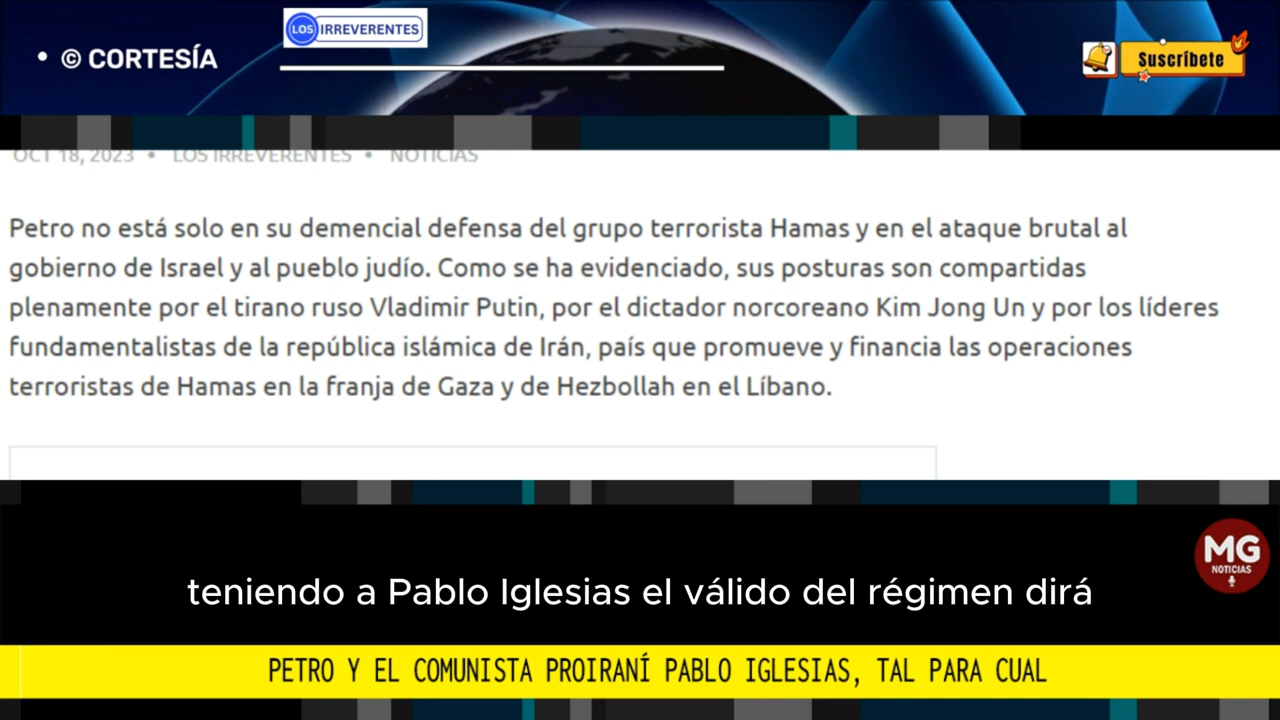 • © CORTESÍA
LOS IRREVERENTES
Suscríbete
OCT 18, 2023 • LOS IRREVERENTES • NOTICIAS
Petro no está solo en su demencial defensa del grupo terrorista Hamas y en el ataque brutal al
gobierno de Israel y al pueblo judío. Como se ha evidenciado, sus posturas son compartidas
plenamente por el tirano ruso Vladimir Putin, por el dictador norcoreano Kim Jong Un y por los líderes
fundamentalistas de la república islámica de Irán, país que promueve y financia las operaciones
terroristas de Hamas en la franja de Gaza y de Hezbollah en el Líbano.
MG
NOTICIAS
teniendo a Pablo Iglesias el válido del régimen dirá
PETRO Y EL COMUNISTA PROIRANÍ PABLO IGLESIAS, TAL PARA CUAL